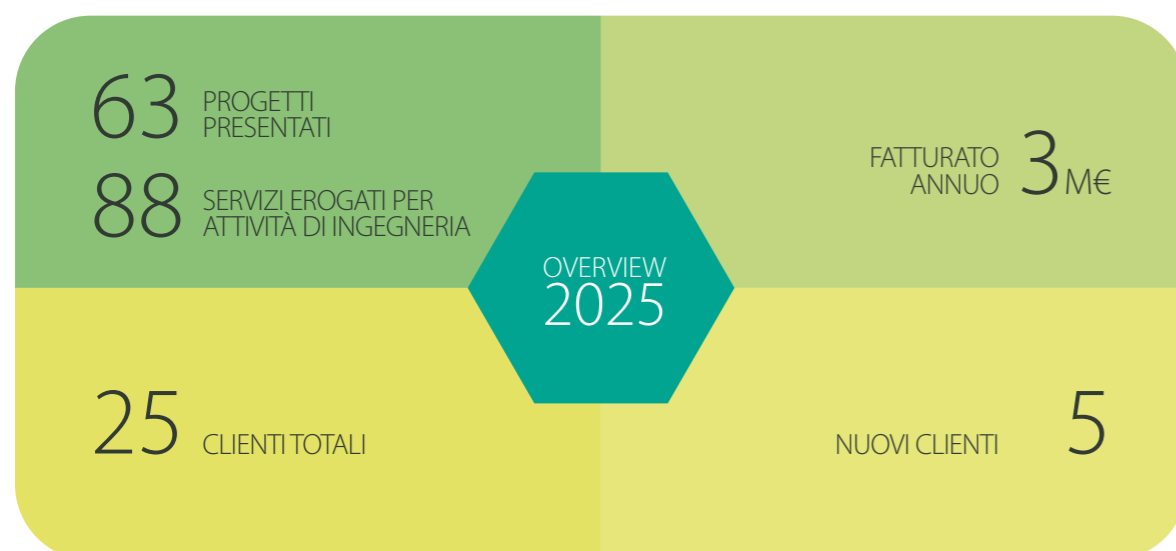 63 PROGETTI
PRESENTATI
88 SERVIZI EROGATI PER
ATTIVITÀ DI INGEGNERIA
FATTURATO
ANNUO 3 M€
OVERVIEW
2025
25 CLIENTI TOTALI
NUOVI CLIENTI 5